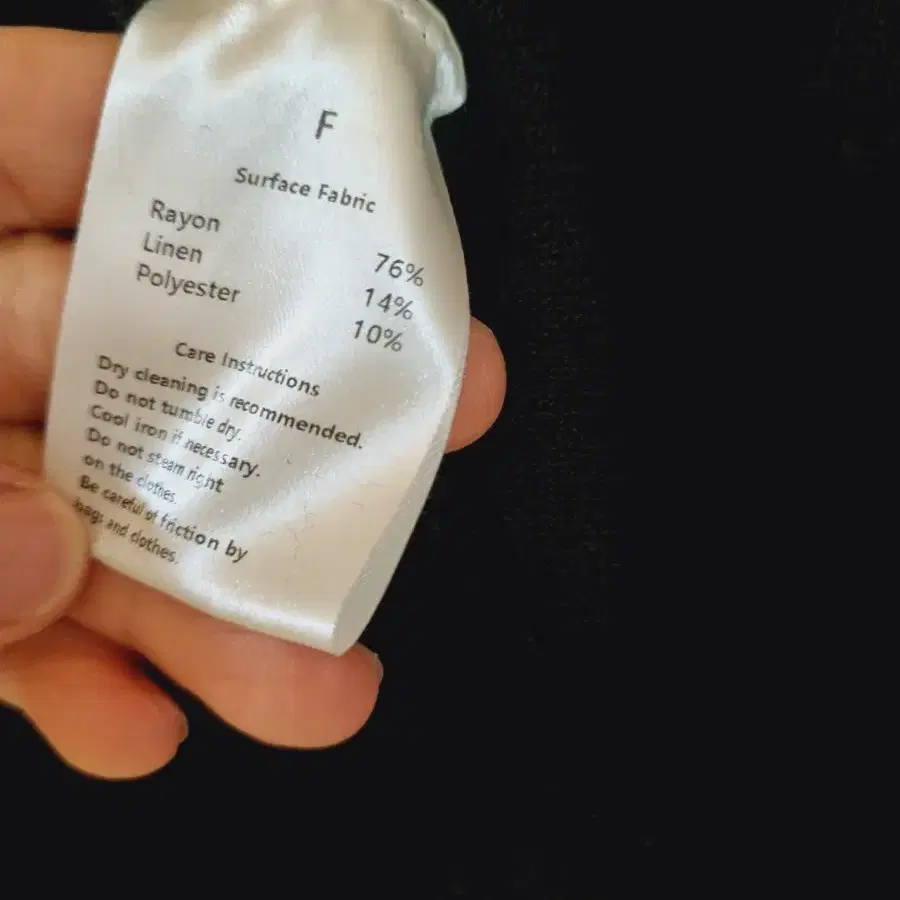 F
Surface Fabric
Rayon 76%
Linen 14%
Polyester 10%
Care Instructions
Dry cleaning is recommended.
Do not tumble dry.
Cool iron if necessary.
Do not steam right
on the clothes.
Be careful of friction by
bags and clothes.